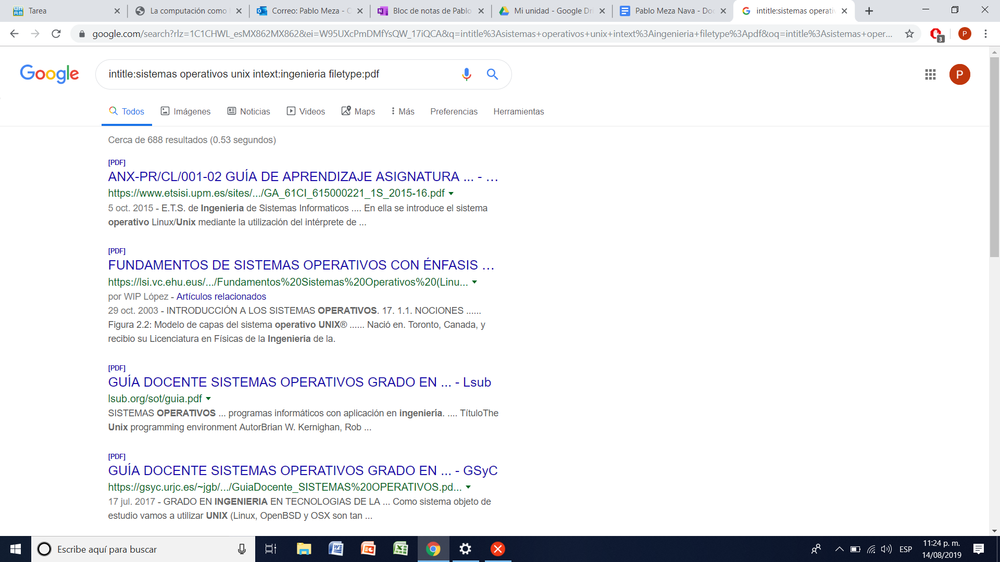 Tarea
La computación como
Correo: Pablo Meza - O
Bloc de notas de Pablo
Mi unidad - Google Dri
Pablo Meza Nava - Doc
intitle:sistemas operativ
google.com/search?rlz=1C1CHWL_esMX862MX862&ei=W95UXcPmDMfYsQW_17iQCA&q=intitle%3Asistemas+operativos+unix+intext%3Aingenieria+filetype%3Apdf&oq=intitle%3Asistemas+oper...
3
P
Google
intitle:sistemas operativos unix intext:ingenieria filetype:pdf
P
Todos
Imágenes
Noticias
Videos
Maps
Más
Preferencias
Herramientas
Cerca de 688 resultados (0.53 segundos)
[PDF]
ANX-PR/CL/001-02 GUÍA DE APRENDIZAJE ASIGNATURA ... - ...
https://www.etsisi.upm.es/sites/.../GA_61CI_615000221_1S_2015-16.pdf
5 oct. 2015 - E.T.S. de Ingenieria de Sistemas Informaticos .... En ella se introduce el sistema
operativo Linux/Unix mediante la utilización del intérprete de ...
[PDF]
FUNDAMENTOS DE SISTEMAS OPERATIVOS CON ÉNFASIS ...
https://lsi.vc.ehu.eus/.../Fundamentos%20Sistemas%20Operativos%20(Linu...
por WIP López - Artículos relacionados
29 oct. 2003 - INTRODUCCIÓN A LOS SISTEMAS OPERATIVOS. 17. 1.1. NOCIONES ......
Figura 2.2: Modelo de capas del sistema operativo UNIX® ...... Nació en. Toronto, Canada, y
recibio su Licenciatura en Físicas de la Ingenieria de la.
[PDF]
GUÍA DOCENTE SISTEMAS OPERATIVOS GRADO EN ... - Lsub
lsub.org/sot/guia.pdf
SISTEMAS OPERATIVOS ... programas informáticos con aplicación en ingeniería. .... TítuloThe
Unix programming environment AutorBrian W. Kernighan, Rob ...
[PDF]
GUÍA DOCENTE SISTEMAS OPERATIVOS GRADO EN ... - GSyC
https://gsyc.urjc.es/~jgb/.../GuiaDocente_SISTEMAS%20OPERATIVOS.pd...
17 jul. 2017 - GRADO EN INGENIERIA EN TECNOLOGIAS DE LA ... Como sistema objeto de
estudio vamos a utilizar UNIX (Linux, OpenBSD y OSX son tan ...
Escribe aquí para buscar
ESP
11:24 p. m.
14/08/2019